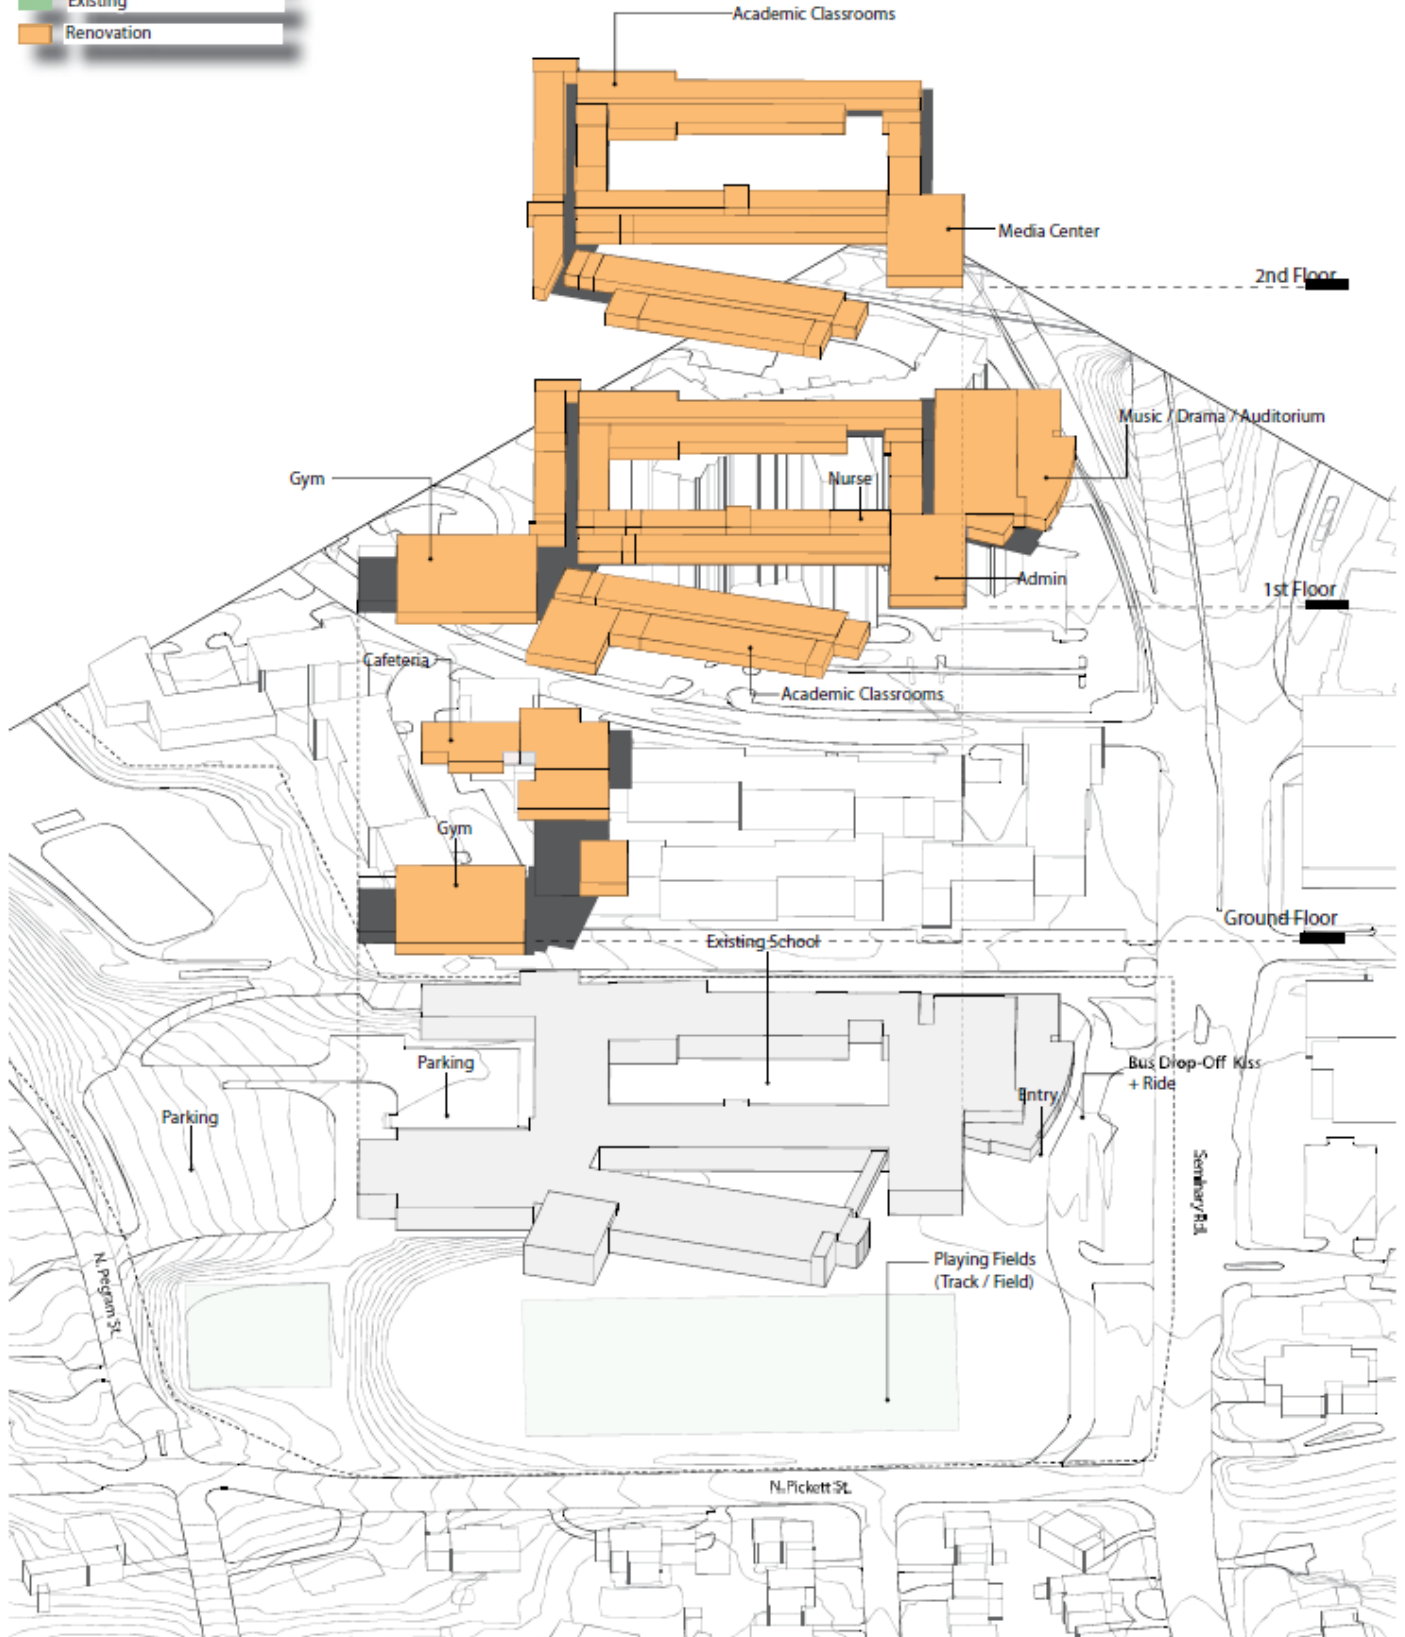 Existing
Renovation
Academic Classrooms
Media Center
2nd Floor
Music / Drama / Auditorium
Gym
Nurse
Admin
1st Floor
Cafeteria
Academic Classrooms
Gym
Ground Floor
Existing School
Parking
Bus Drop-Off Kiss
+ Ride
Entry
Parking
Seminary Rd.
N. Pegram St.
Playing Fields
(Track / Field)
N. Pickett St.